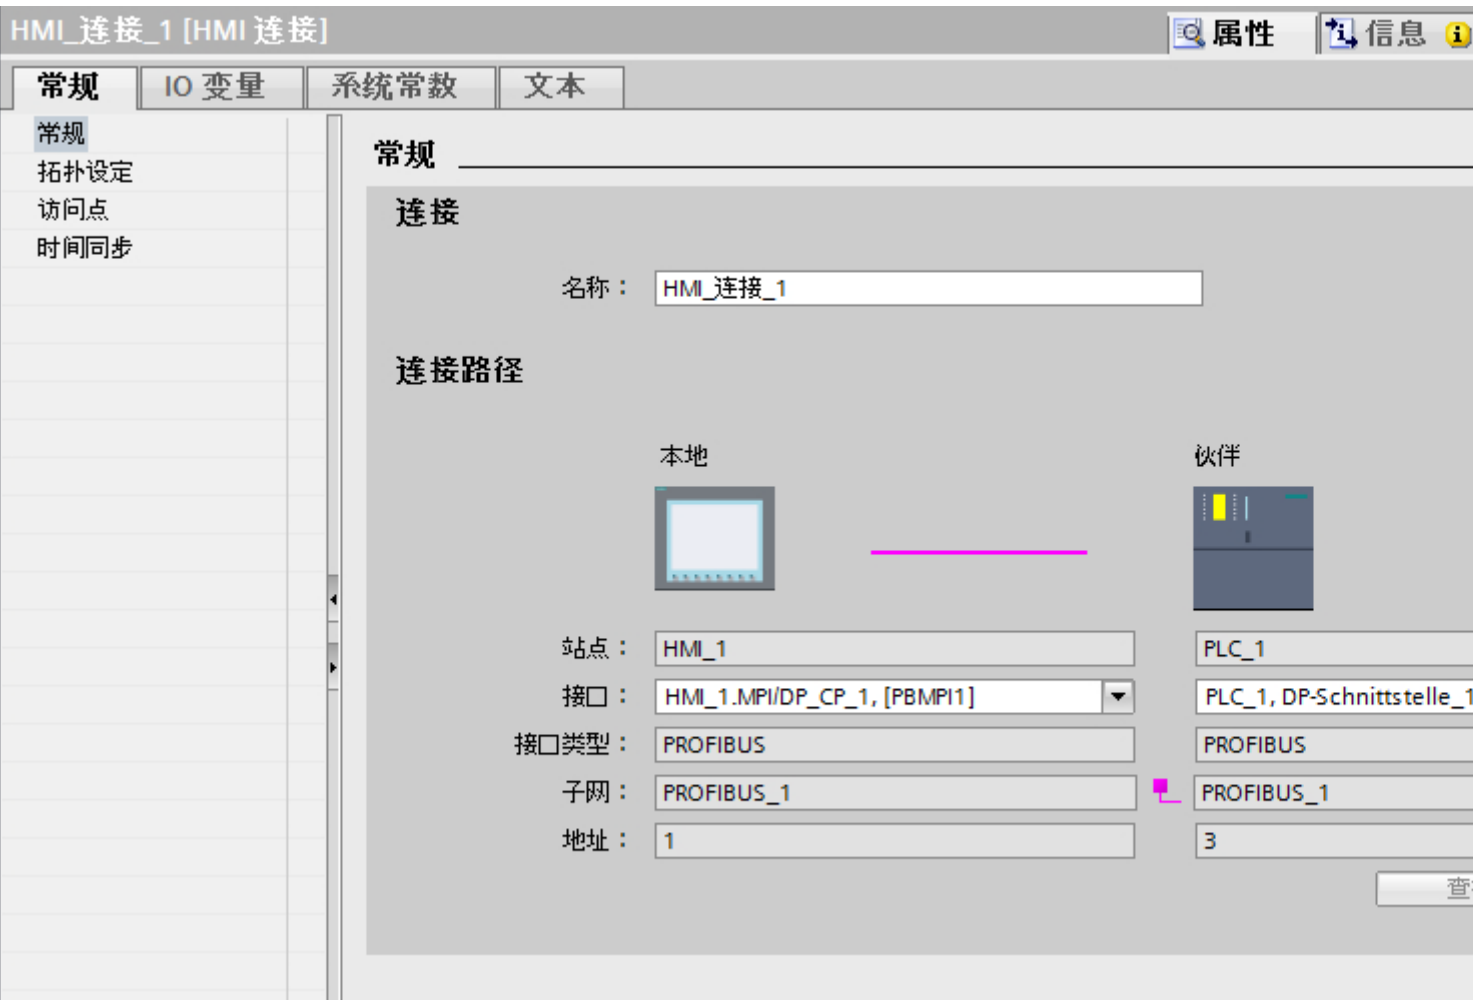 HMI_连接_1 [HMI 连接]
属性
信息
常规
IO 变量
系统常数
文本
常规
拓扑设定
访问点
时间同步
常规
连接
名称：
HMI_连接_1
连接路径
本地
伙伴
站点：
HMI_1
PLC_1
接口：
HMI_1.MPI/DP_CP_1, [PBMPI1]
PLC_1, DP-Schnittstelle_1
接口类型：
PROFIBUS
PROFIBUS
子网：
PROFIBUS_1
PROFIBUS_1
地址：
1
3
查